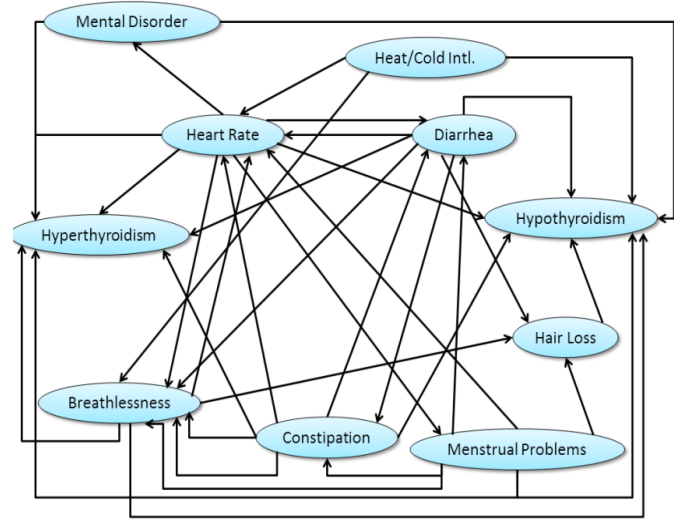 Mental Disorder
Heat/Cold Intl.
Heart Rate
Diarrhea
Hypothyroidism
Hyperthyroidism
Hair Loss
Breathlessness
Constipation
Menstrual Problems